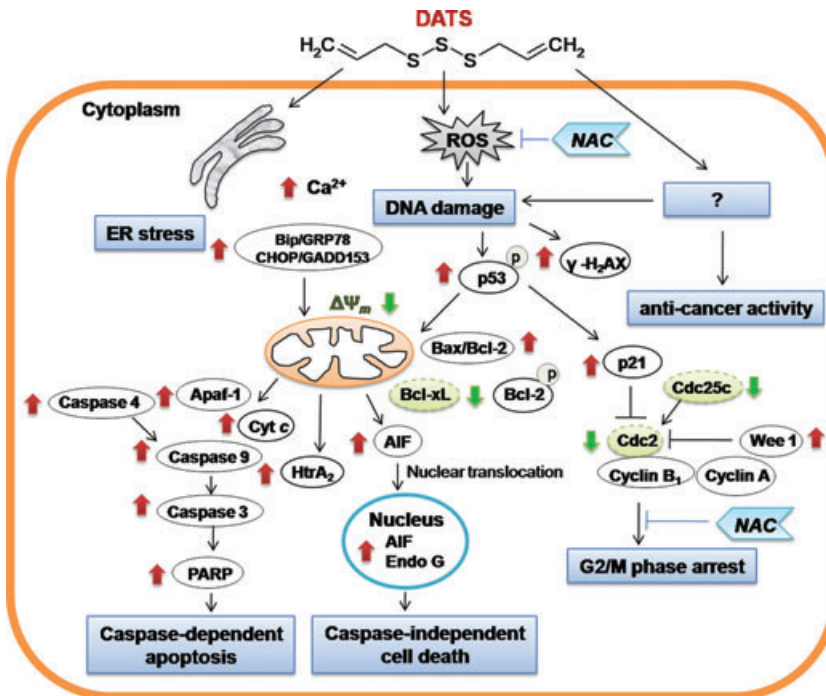 DATS
H₂C
S
S
S
CH₂
Cytoplasm
ROS
NAC
Ca²⁺
DNA damage
?
ER stress
Bip/GRP78
CHOP/GADD153
p53
p
γ -H₂AX
anti-cancer activity
ΔΨm
Bax/Bcl-2
p21
Bcl-xL
Bcl-2
p
Cdc25c
Caspase 4
Apaf-1
Cyt c
AIF
Cdc2
Wee 1
Caspase 9
HtrA₂
Nuclear translocation
Cyclin B₁
Cyclin A
Caspase 3
Nucleus
AIF
Endo G
NAC
PARP
G2/M phase arrest
Caspase-dependent
apoptosis
Caspase-independent
cell death